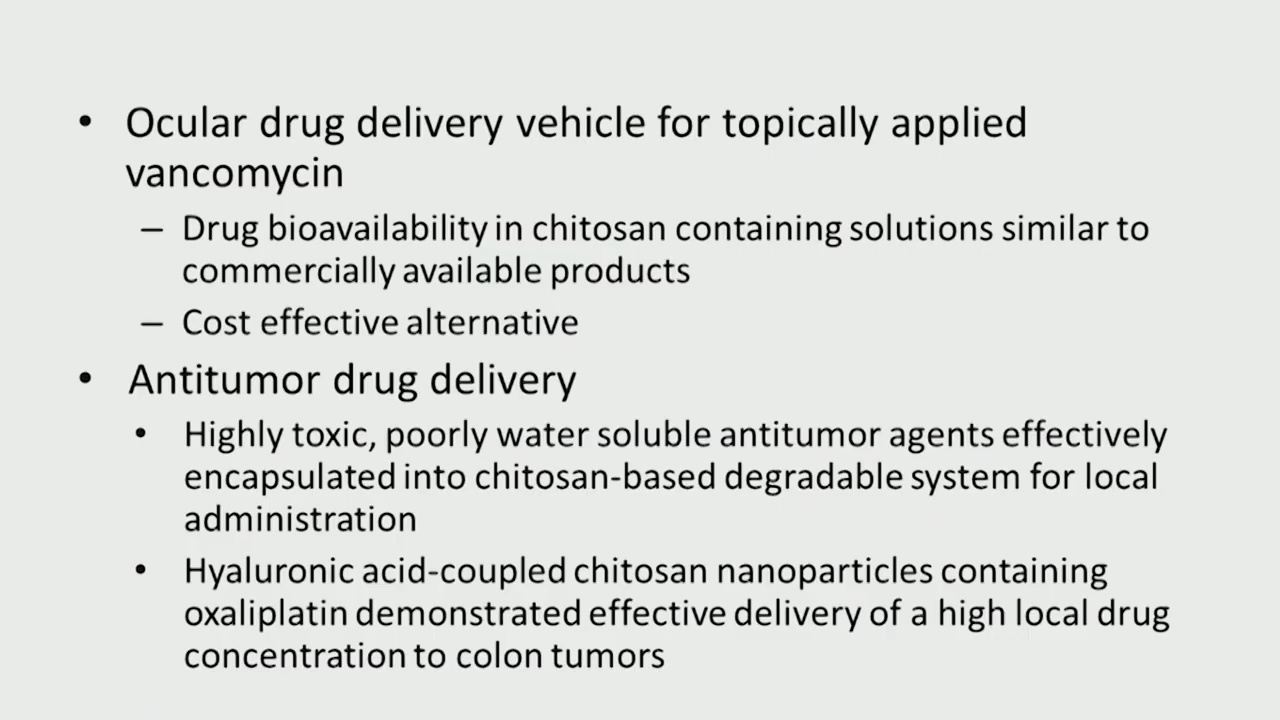 • Ocular drug delivery vehicle for topically applied
vancomycin
– Drug bioavailability in chitosan containing solutions similar to
commercially available products
– Cost effective alternative
• Antitumor drug delivery
• Highly toxic, poorly water soluble antitumor agents effectively
encapsulated into chitosan-based degradable system for local
administration
• Hyaluronic acid-coupled chitosan nanoparticles containing
oxaliplatin demonstrated effective delivery of a high local drug
concentration to colon tumors